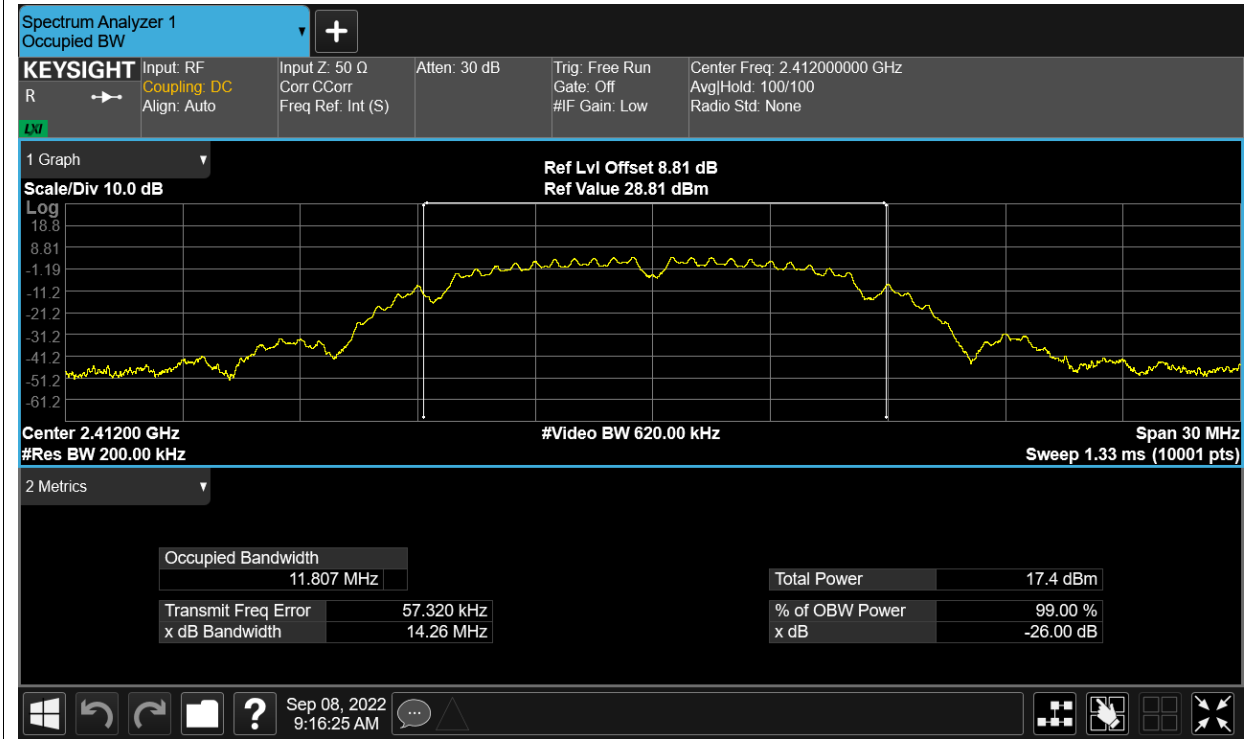 Spectrum Analyzer 1
Occupied BW
KEYSIGHT Input: RF Input Z: 50 Ω Atten: 30 dB Trig: Free Run Center Freq: 2.412000000 GHz
R Coupling: DC Corr CCorr Gate: Off Avg|Hold: 100/100
Align: Auto Freq Ref: Int (S) #IF Gain: Low Radio Std: None
LXI
1 Graph
Ref Lvl Offset 8.81 dB
Scale/Div 10.0 dB Ref Value 28.81 dBm
Log
18.8
8.81
-1.19
-11.2
-21.2
-31.2
-41.2
-51.2
-61.2
Center 2.41200 GHz #Video BW 620.00 kHz Span 30 MHz
#Res BW 200.00 kHz Sweep 1.33 ms (10001 pts)
2 Metrics
Occupied Bandwidth
11.807 MHz Total Power 17.4 dBm
Transmit Freq Error 57.320 kHz % of OBW Power 99.00 %
x dB Bandwidth 14.26 MHz x dB -26.00 dB
? Sep 08, 2022
9:16:25 AM